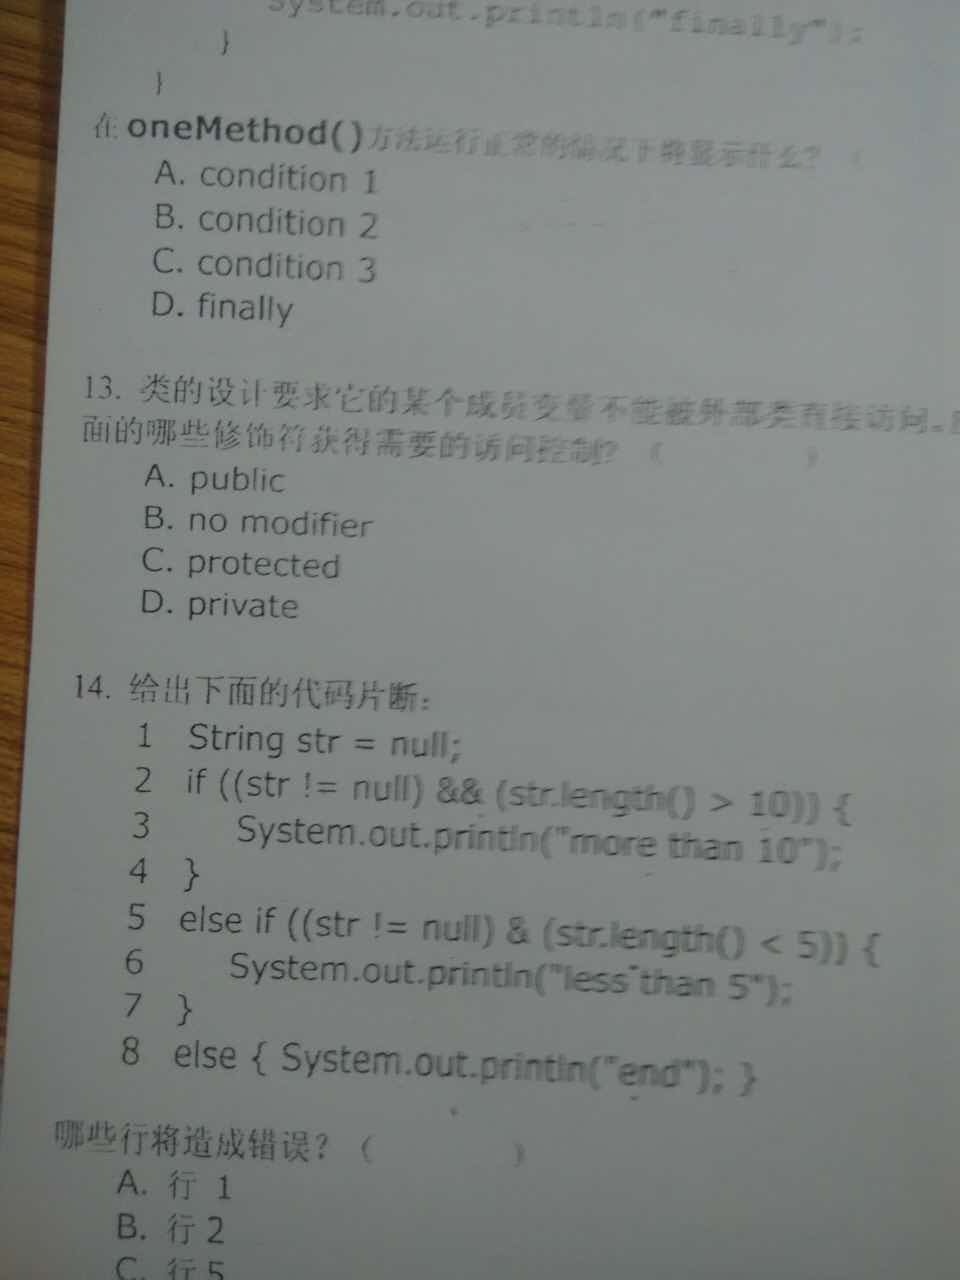 System.out.println("finally");
}
}
在 oneMethod()方法运行正常的情况下将显示什么? (
A. condition 1
B. condition 2
C. condition 3
D. finally
13. 类的设计要求它的某个成员变量不能被外部类直接访问。
面的哪些修饰符获得需要的访问控制? ( )
A. public
B. no modifier
C. protected
D. private
14. 给出下面的代码片断:
1 String str = null;
2 if ((str != null) && (str.length() > 10)) {
3 System.out.println("more than 10");
4 }
5 else if ((str != null) & (str.length() < 5)) {
6 System.out.println("less than 5");
7 }
8 else { System.out.println("end"); }
哪些行将造成错误? ( )
A. 行 1
B. 行 2
C. 行 5